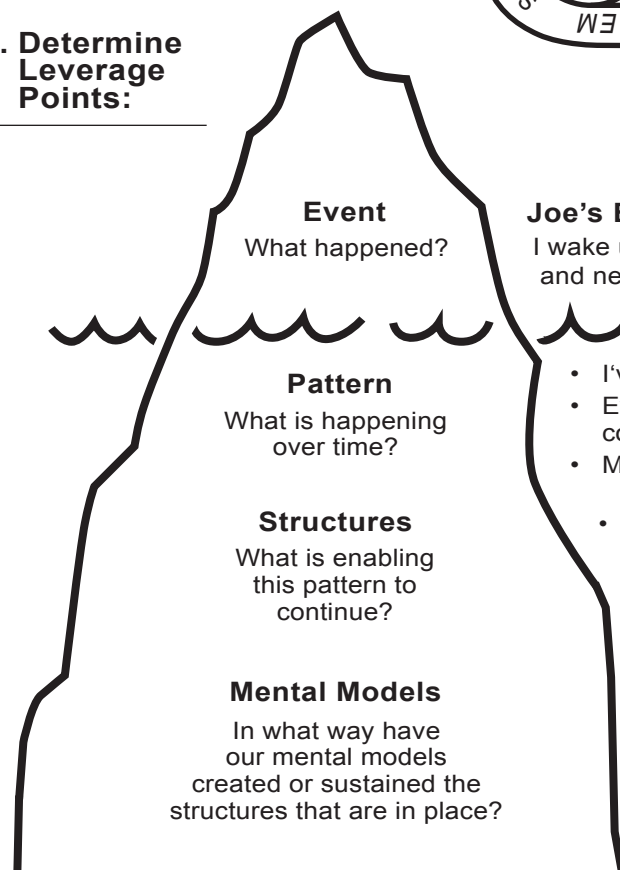 . Determine
Leverage
Points:
EM
Event
What happened?
Joe’s
I wake
and
Pattern
What is happening
over time?
• I‘
•
•
•
Structures
What is enabling
this pattern to
continue?
Mental Models
In what way have
our mental models
created or sustained the
structures that are in place?